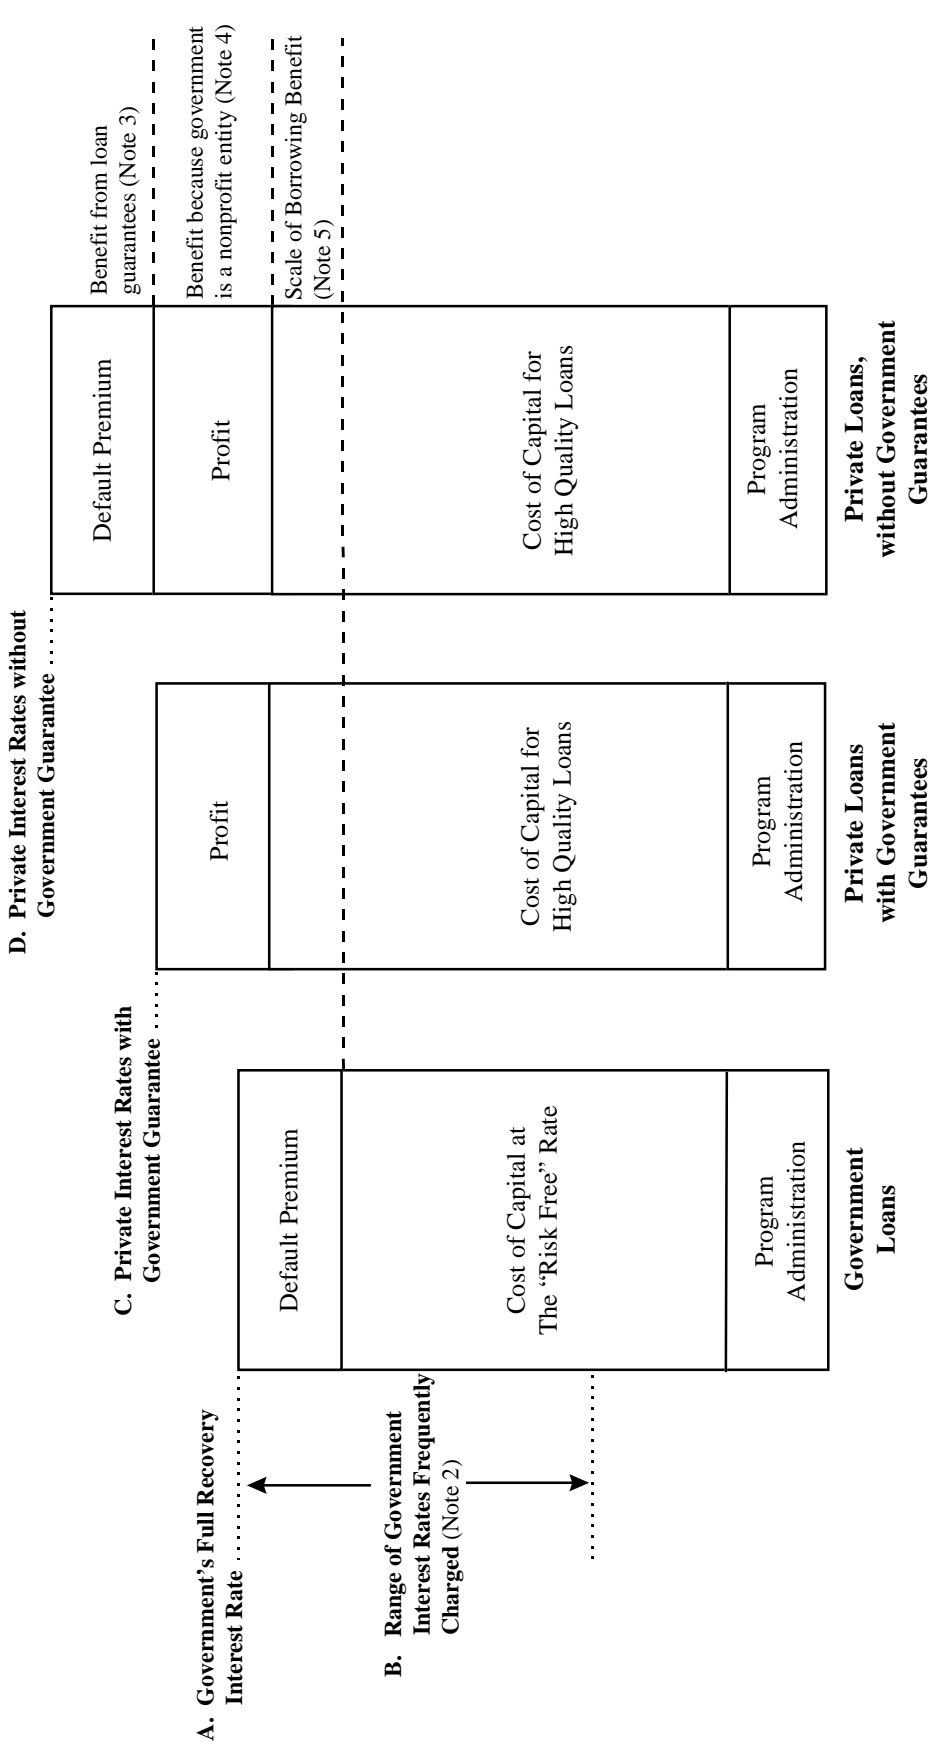 D. Private Interest Rates without
Government Guarantee
C. Private Interest Rates with
Government Guarantee
A. Government’s Full Recovery
Interest Rate
B. Range of Government
Interest Rates Frequently
Charged (Note 2)
Default Premium
Cost of Capital at
The “Risk Free” Rate
Program
Administration
Government
Loans
Profit
Cost of Capital for
High Quality Loans
Program
Administration
Private Loans
with Government
Guarantees
Default Premium
Profit
Cost of Capital for
High Quality Loans
Program
Administration
Private Loans,
without Government
Guarantees
Benefit from loan
guarantees (Note 3)
Benefit because government
is a nonprofit entity (Note 4)
Scale of Borrowing Benefit
(Note 5)